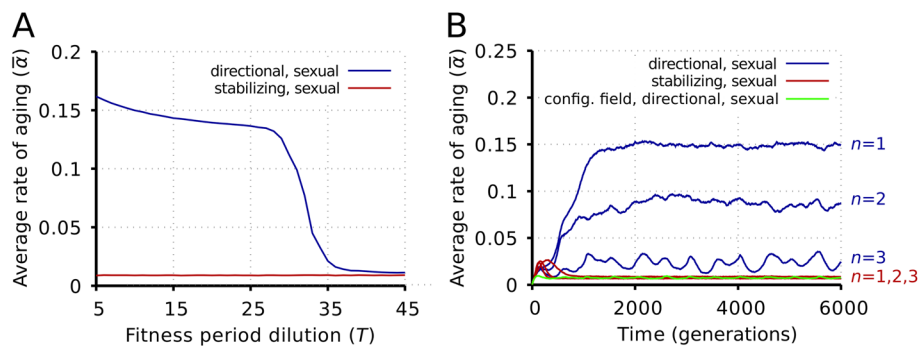 A
Average rate of aging (α̅)
0.2
0.15
0.1
0.05
0
directional, sexual
stabilizing, sexual
5
15
25
35
45
Fitness period dilution (T)
B
Average rate of aging (α̅)
0.25
0.2
0.15
0.1
0.05
0
directional, sexual
stabilizing, sexual
config. field, directional, sexual
n=1
n=2
n=3
n=1,2,3
0
2000
4000
6000
Time (generations)